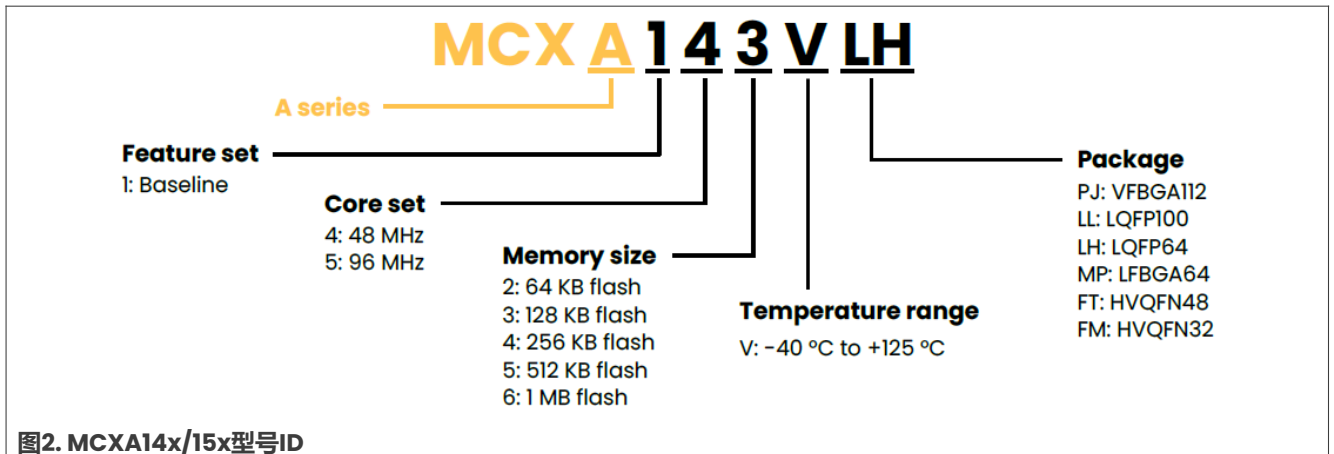 MCX A 1 4 3 V LH
A series
Feature set
1: Baseline
Core set
4: 48 MHz
5: 96 MHz
Memory size
2: 64 KB flash
3: 128 KB flash
4: 256 KB flash
5: 512 KB flash
6: 1 MB flash
Temperature range
V: -40 °C to +125 °C
Package
PJ: VFBGA112
LL: LQFP100
LH: LQFP64
MP: LFBGA64
FT: HVQFN48
FM: HVQFN32
图2. MCXA14x/15x型号ID